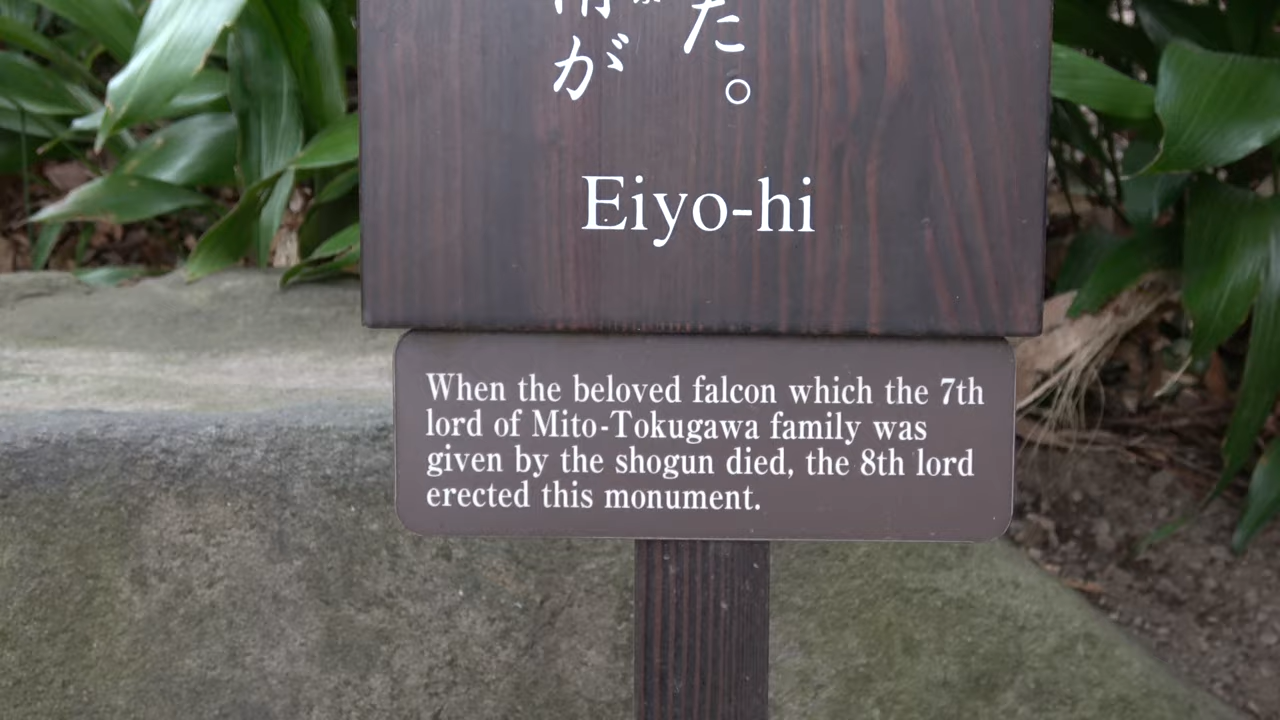 た。
が
Eiyo-hi
When the beloved falcon which the 7th
lord of Mito-Tokugawa family was
given by the shogun died, the 8th lord
erected this monument.